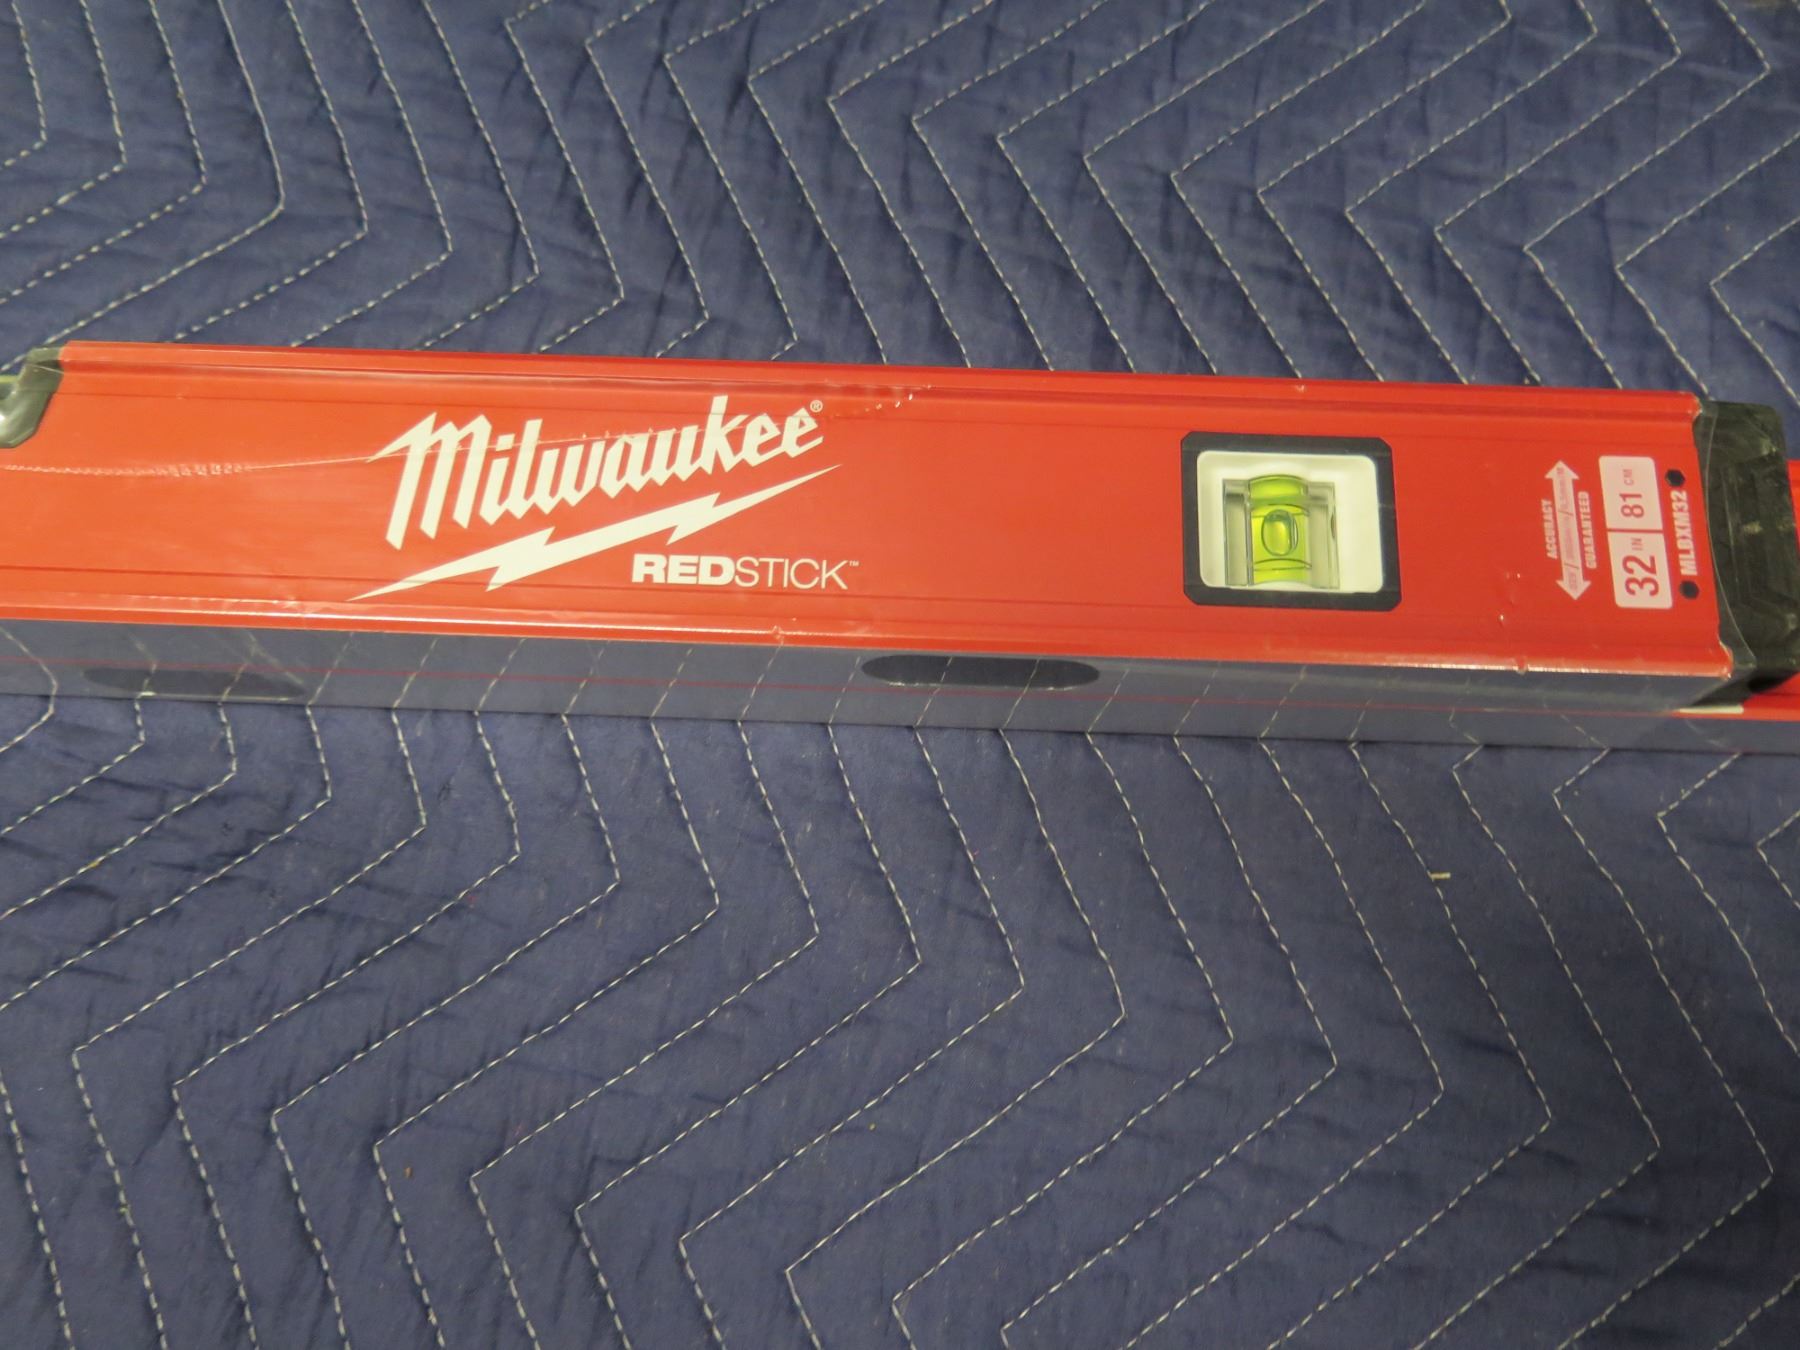 Milwaukee®
REDSTICK™
ACCURACY
GUARANTEED
32 IN
81 CM
MLBXM32